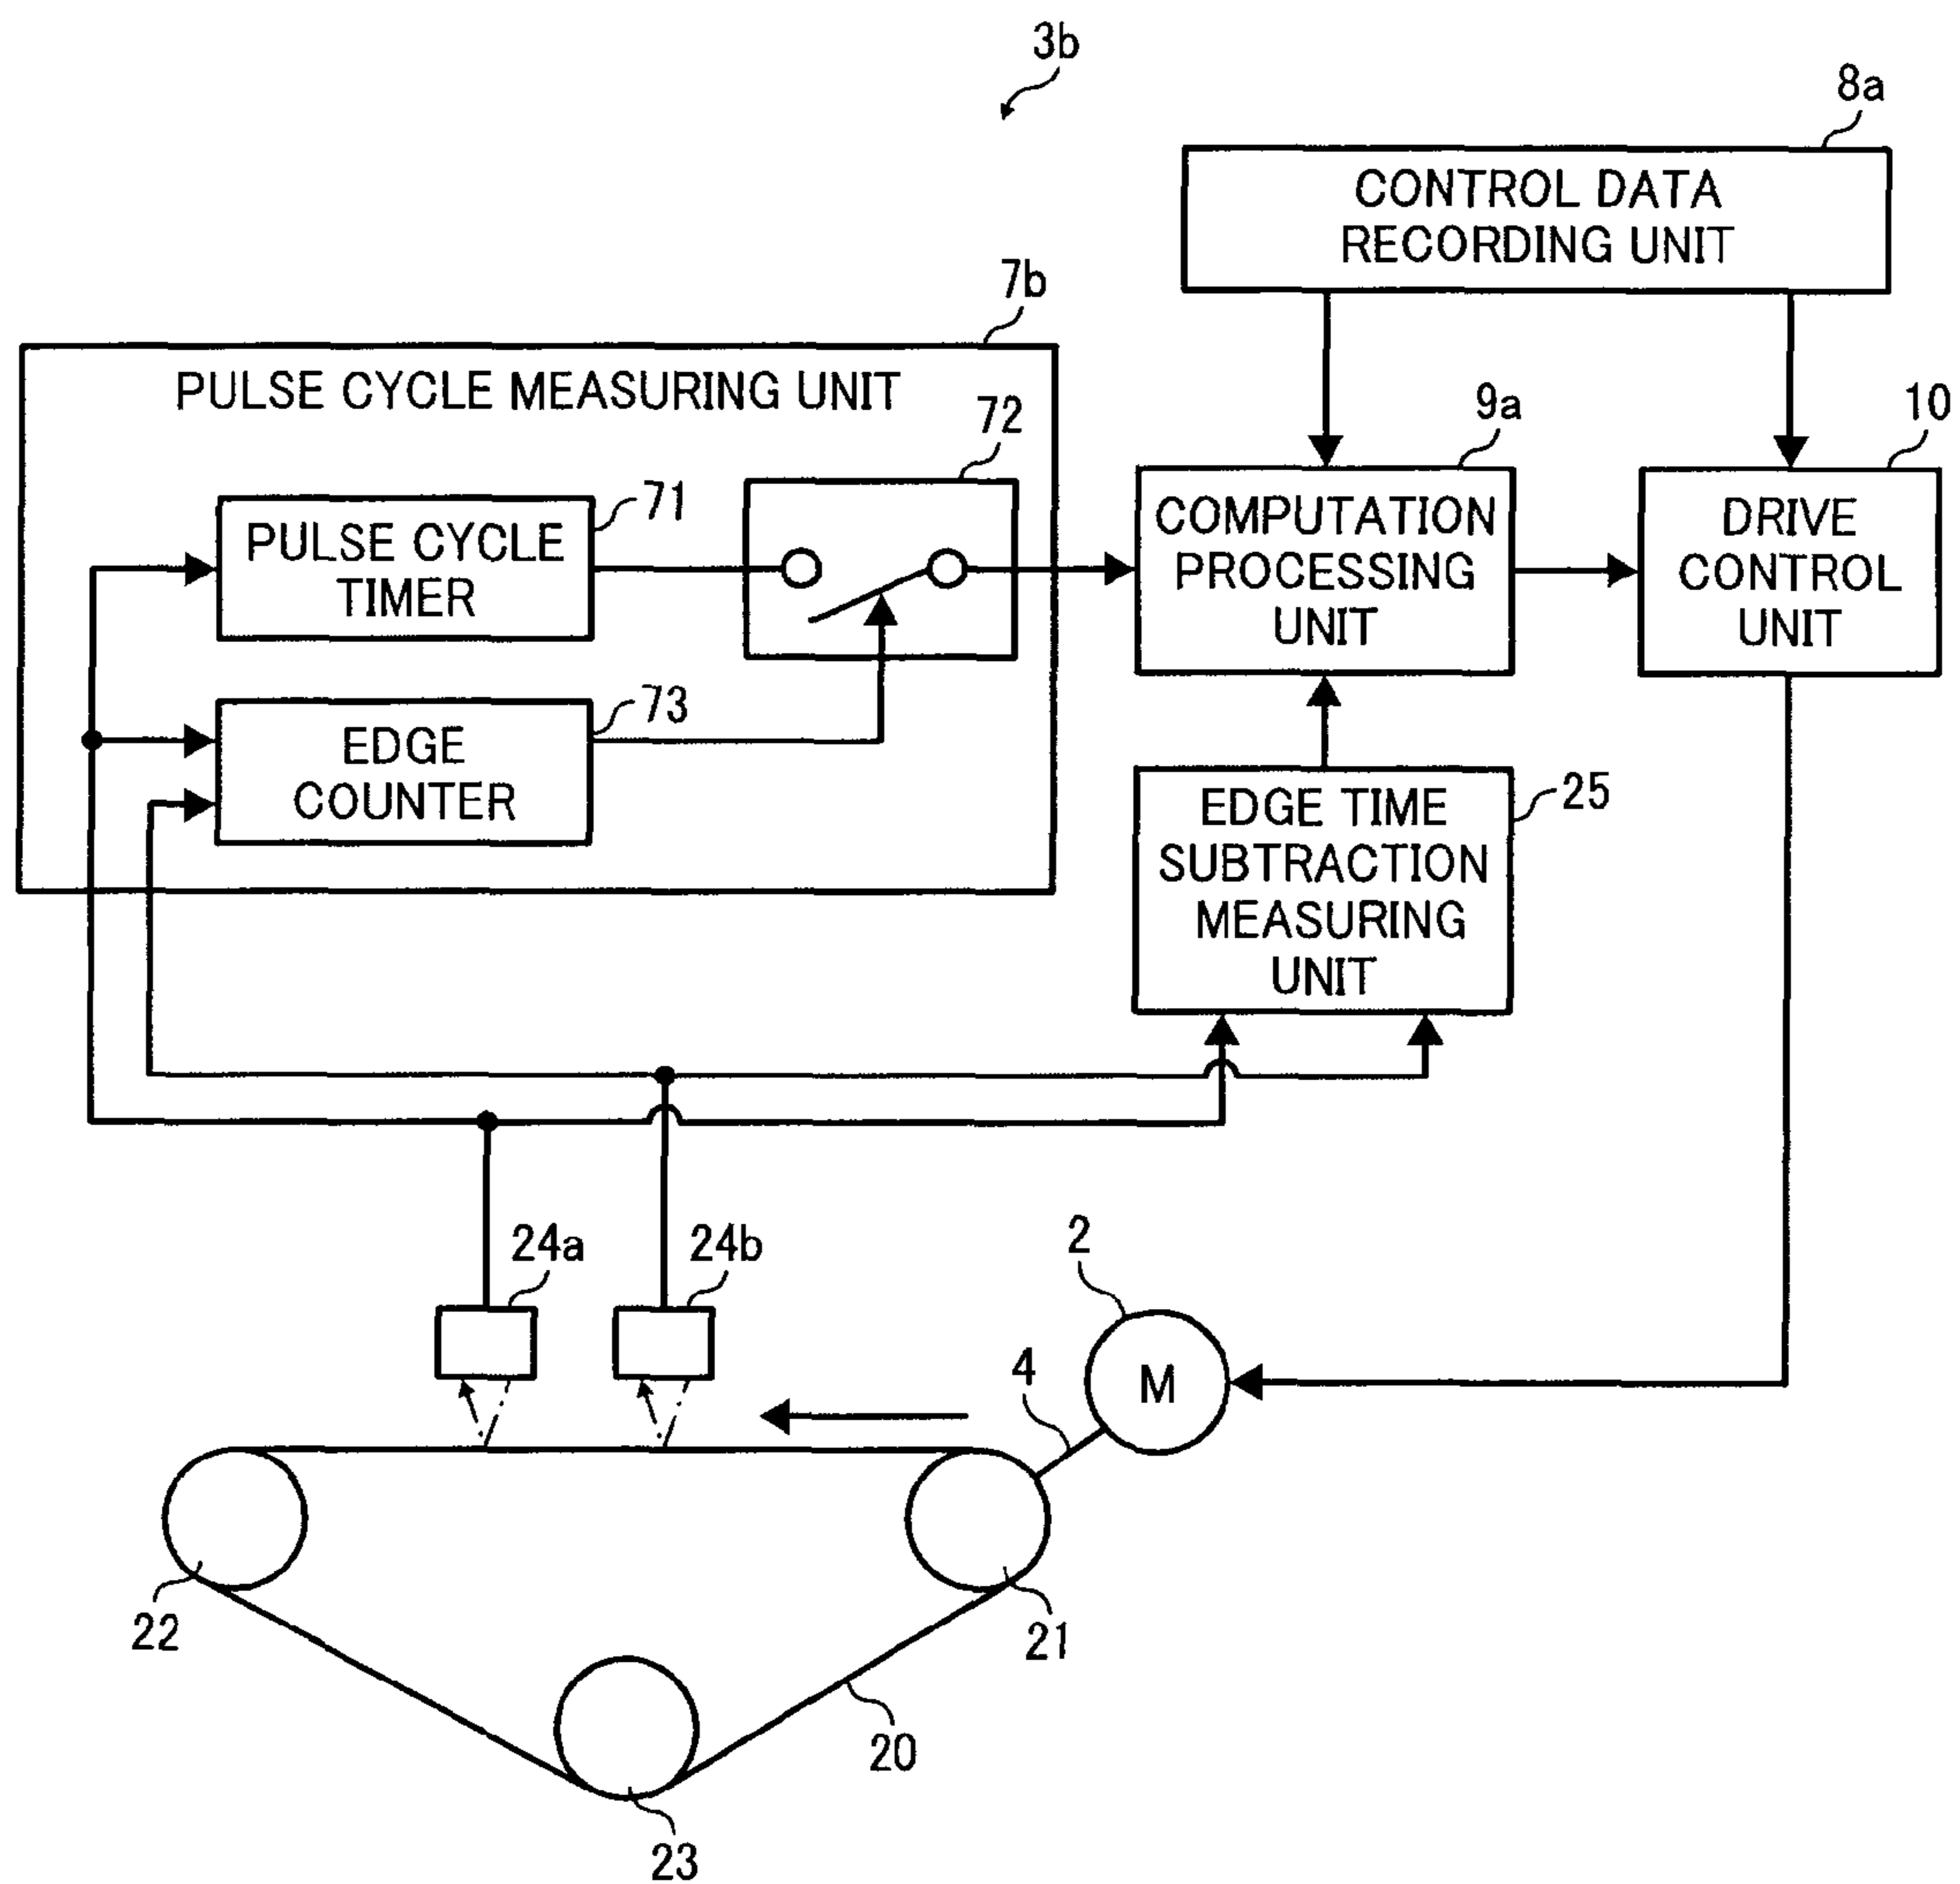 3b
8a
CONTROL DATA
RECORDING UNIT
7b
PULSE CYCLE MEASURING UNIT
72
9a
10
71
PULSE CYCLE
TIMER
COMPUTATION
PROCESSING
UNIT
DRIVE
CONTROL
UNIT
73
EDGE
COUNTER
25
EDGE TIME
SUBTRACTION
MEASURING
UNIT
24a
24b
2
4
M
22
21
20
23